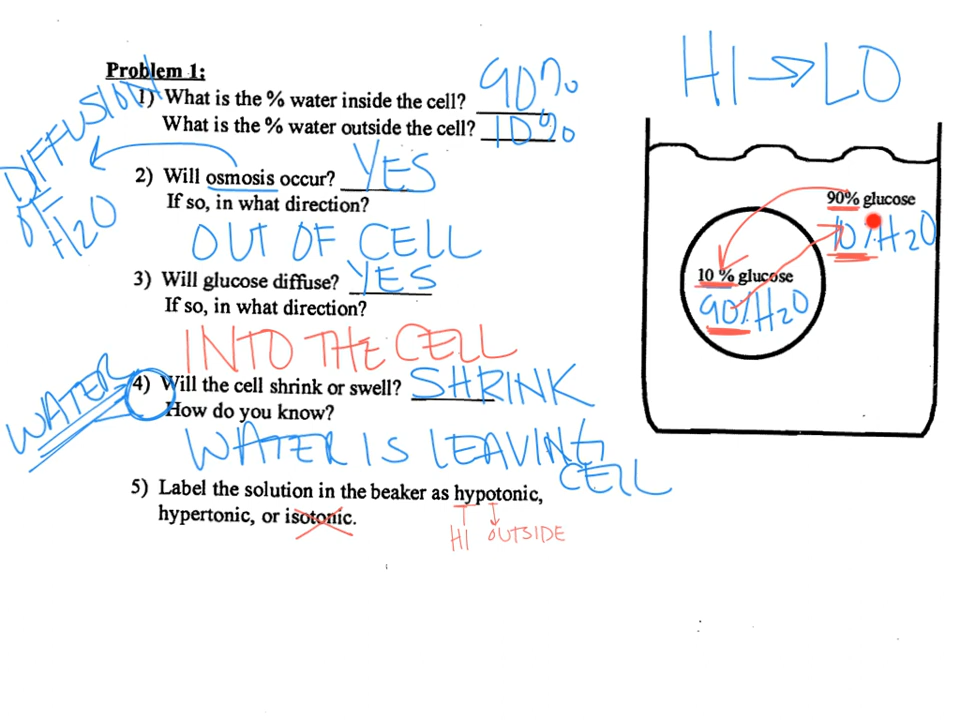 HI → LO
Problem 1:
1) What is the % water inside the cell? 90%
What is the % water outside the cell? 10%
DIFFUSION
OF
H2O
2) Will osmosis occur? YES
If so, in what direction?
OUT OF CELL
3) Will glucose diffuse? YES
If so, in what direction?
INTO THE CELL
WATER
4) Will the cell shrink or swell? SHRINK
How do you know?
WATER IS LEAVING
CELL
5) Label the solution in the beaker as hypotonic,
hypertonic, or isotonic.
HI OUTSIDE
90% glucose
10% H2O
10 % glucose
90% H2O